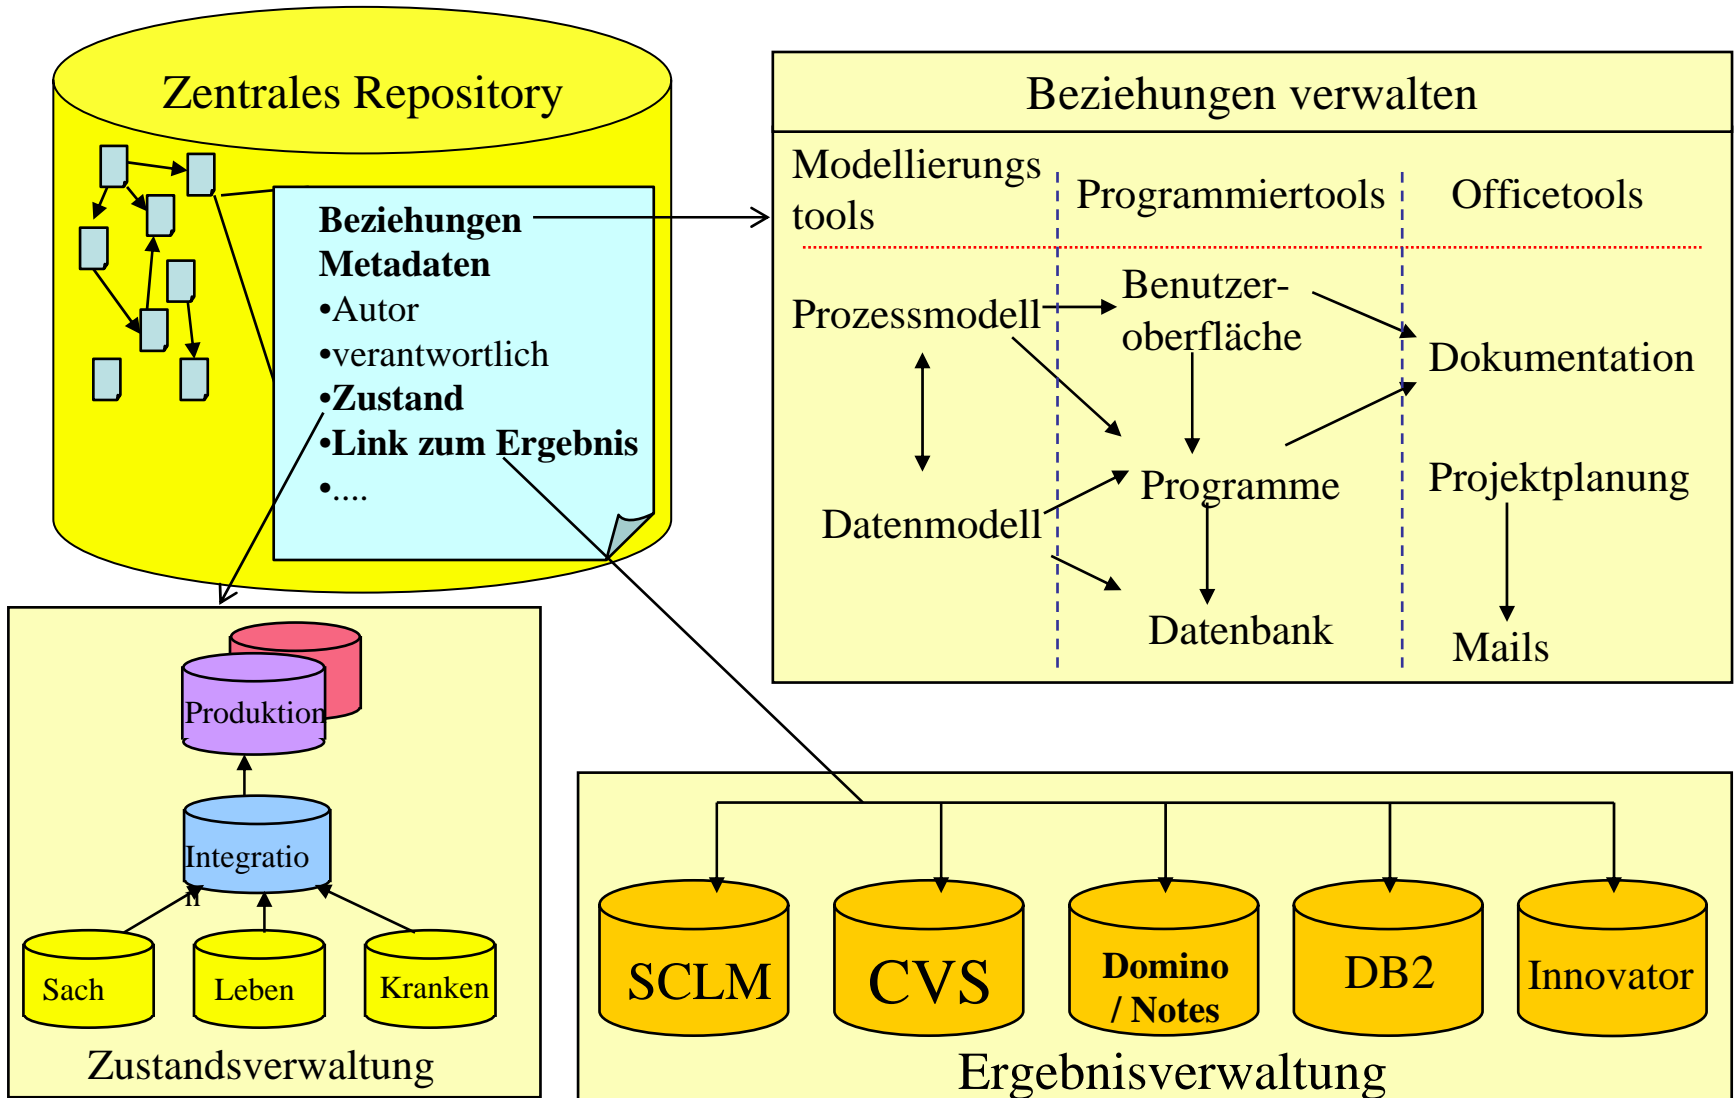 Zentrales Repository
Beziehungen
Metadaten
•Autor
•verantwortlich
•Zustand
•Link zum Ergebnis
•....
Beziehungen verwalten
Modellierungs
tools
Programmiertools
Officetools
Prozessmodell
Benutzer-
oberfläche
Dokumentation
Datenmodell
Programme
Projektplanung
Datenbank
Mails
Produktion
Integratio
n
Sach
Leben
Kranken
Zustandsverwaltung
SCLM
CVS
Domino
/ Notes
DB2
Innovator
Ergebnisverwaltung